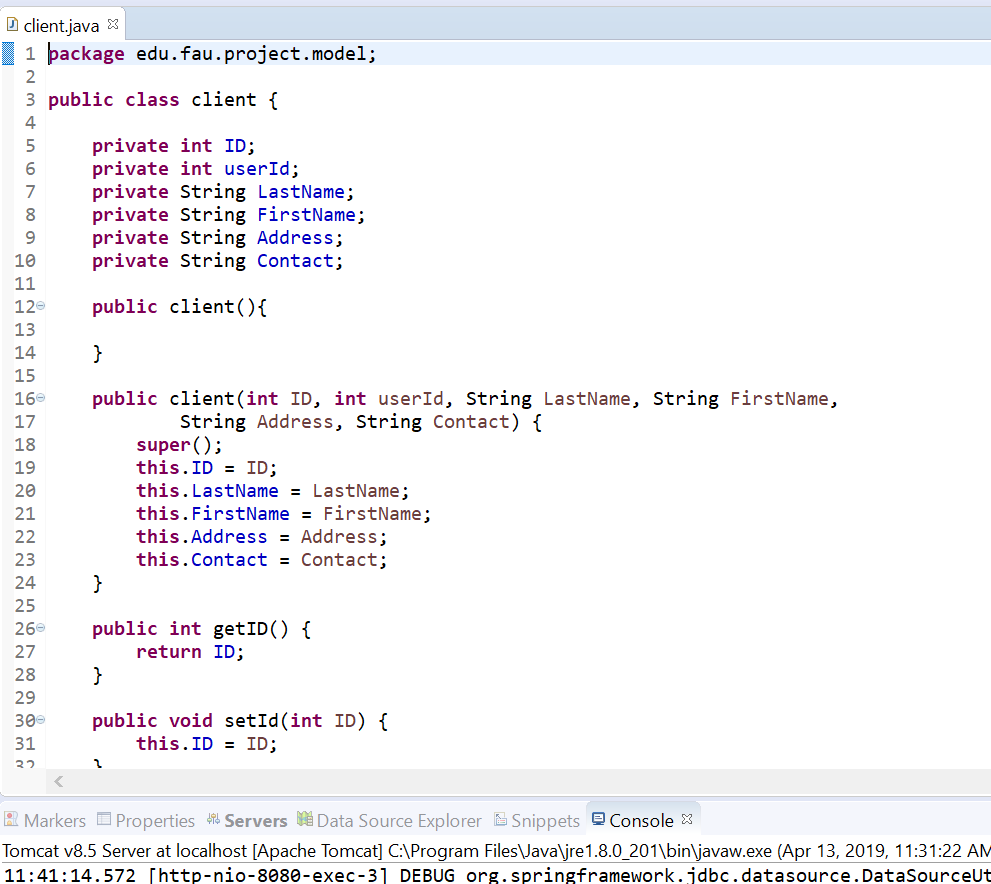 client.java
1 package edu.fau.project.model;
2
3 public class client {
4
5     private int ID;
6     private int userId;
7     private String LastName;
8     private String FirstName;
9     private String Address;
10     private String Contact;
11
12     public client(){
13
14     }
15
16     public client(int ID, int userId, String LastName, String FirstName,
17             String Address, String Contact) {
18         super();
19         this.ID = ID;
20         this.LastName = LastName;
21         this.FirstName = FirstName;
22         this.Address = Address;
23         this.Contact = Contact;
24     }
25
26     public int getID() {
27         return ID;
28     }
29
30     public void setId(int ID) {
31         this.ID = ID;
32     }
Markers Properties Servers Data Source Explorer Snippets Console
Tomcat v8.5 Server at localhost [Apache Tomcat] C:\Program Files\Java\jre1.8.0_201\bin\javaw.exe (Apr 13, 2019, 11:31:22 AM
11:41:14.572 [http-nio-8080-exec-3] DEBUG org.springframework.jdbc.datasource.DataSourceUt